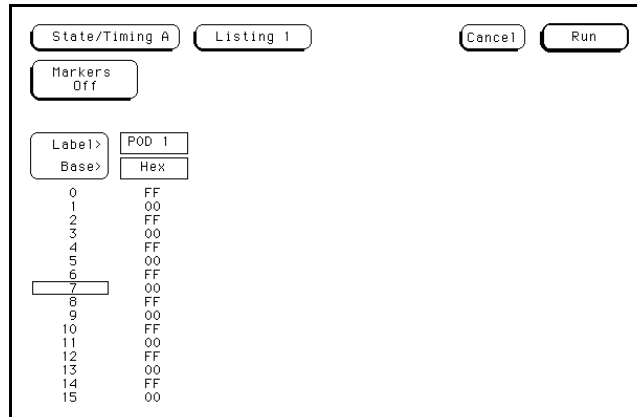 State/Timing A Listing 1 Cancel Run
Markers
Off
Label> POD 1
Base> Hex
0 FF
1 00
2 FF
3 00
4 FF
5 00
6 FF
7 00
8 FF
9 00
10 FF
11 00
12 FF
13 00
14 FF
15 00